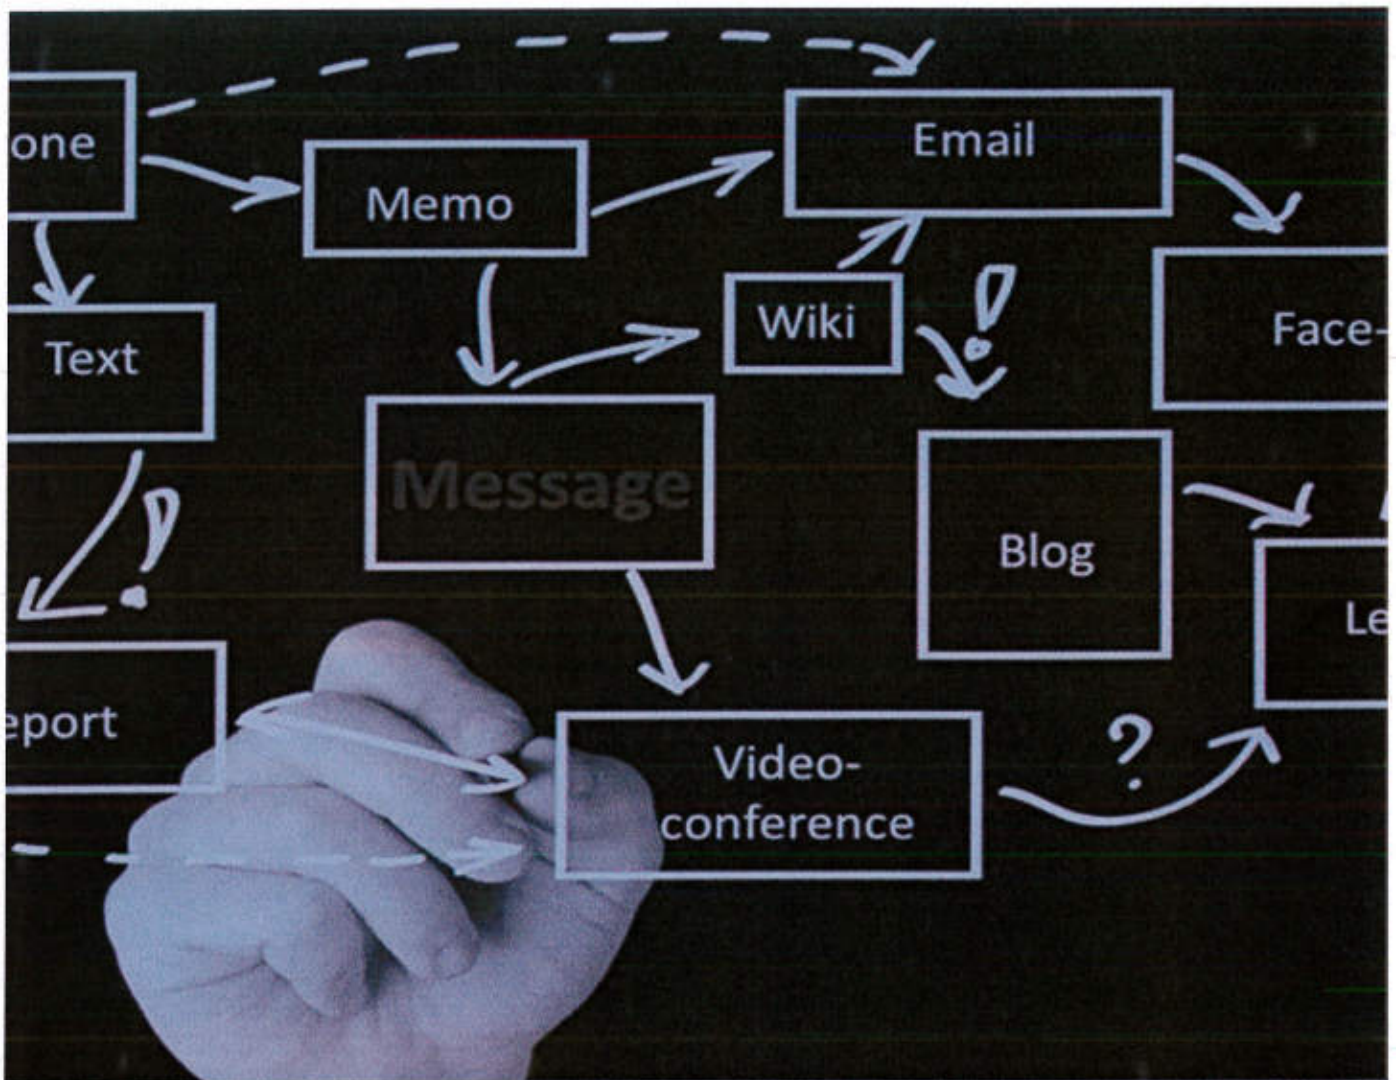 one
Email
Memo
Wiki
Face-
Text
!
Message
Blog
!
Le
eport
Video-
conference
?